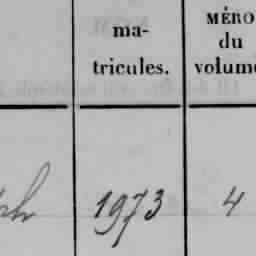 ma-
tricules.
MÉRO
du
volume
1973 4